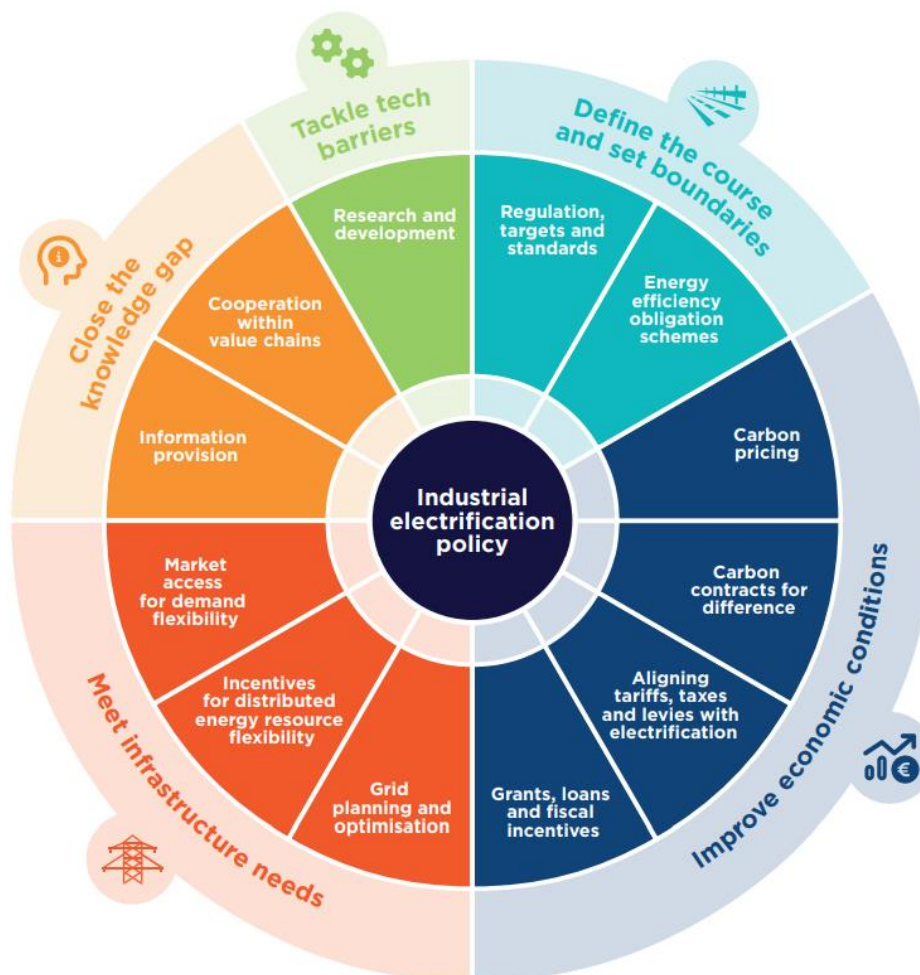 Tackle tech
barriers
Define the course
and set boundaries
Close the
knowledge gap
Research and
development
Regulation,
targets and
standards
Energy
efficiency
obligation
schemes
Cooperation
within
value chains
Information
provision
Carbon
pricing
Industrial
electrification
policy
Market
access
for demand
flexibility
Carbon
contracts for
difference
Incentives
for distributed
energy resource
flexibility
Aligning
tariffs, taxes
and levies with
electrification
Grid
planning and
optimisation
Grants, loans
and fiscal
incentives
Meet infrastructure needs
Improve economic conditions
i
€